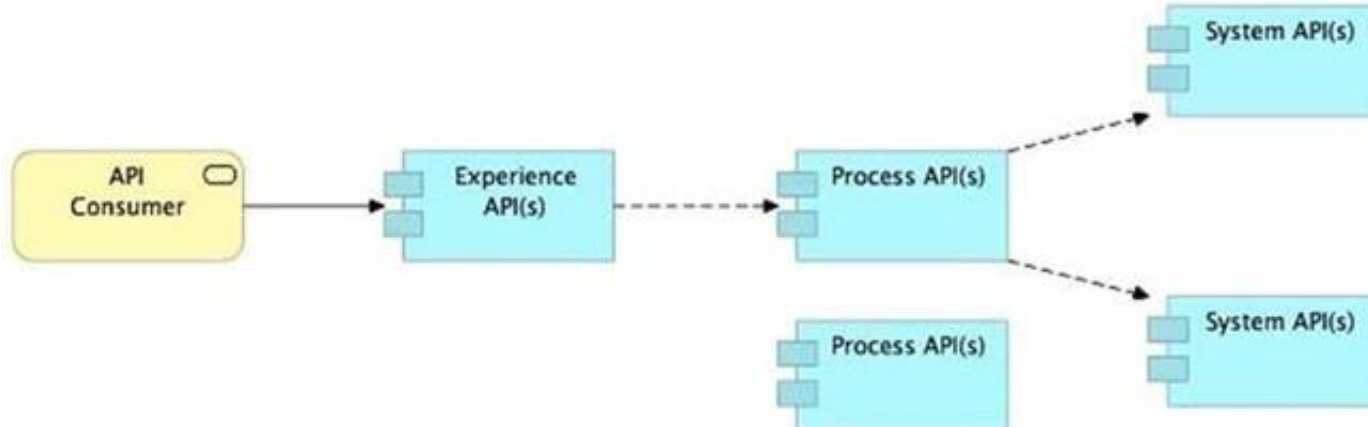 API
Consumer
Experience
API(s)
Process API(s)
System API(s)
Process API(s)
System API(s)